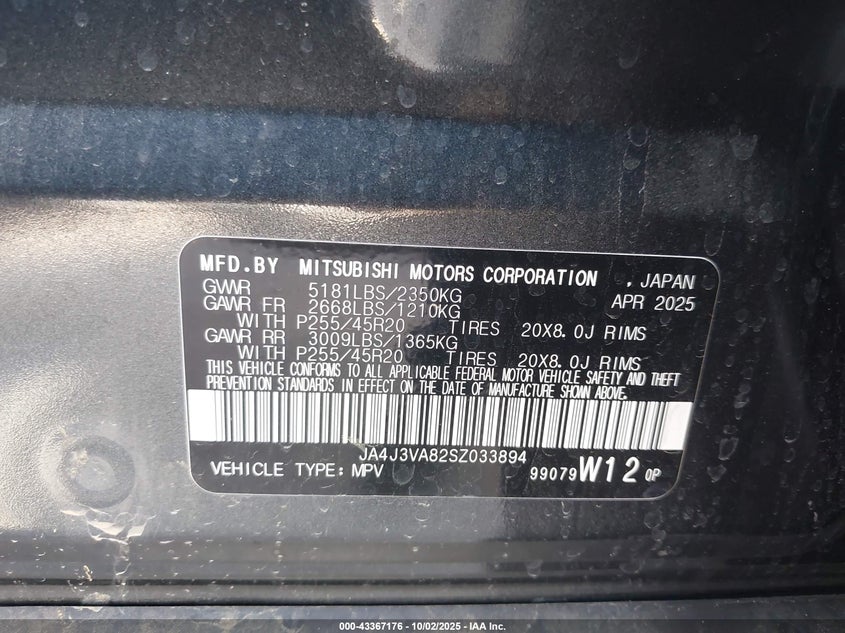 MFD.BY MITSUBISHI MOTORS CORPORATION , JAPAN
GVWR 5181LBS/2350KG APR 2025
GAWR FR 2668LBS/1210KG
WITH P255/45R20 TIRES 20X8.0J RIMS
GAWR RR 3009LBS/1365KG
WITH P255/45R20 TIRES 20X8.0J RIMS
THIS VEHICLE CONFORMS TO ALL APPLICABLE FEDERAL MOTOR VEHICLE SAFETY AND THEFT
PREVENTION STANDARDS IN EFFECT ON THE DATE OF MANUFACTURE SHOWN ABOVE.
JA4J3VA82SZ033894
VEHICLE TYPE: MPV 99079 W12 0P
000-43367176 - 10/02/2025 - IAA Inc.